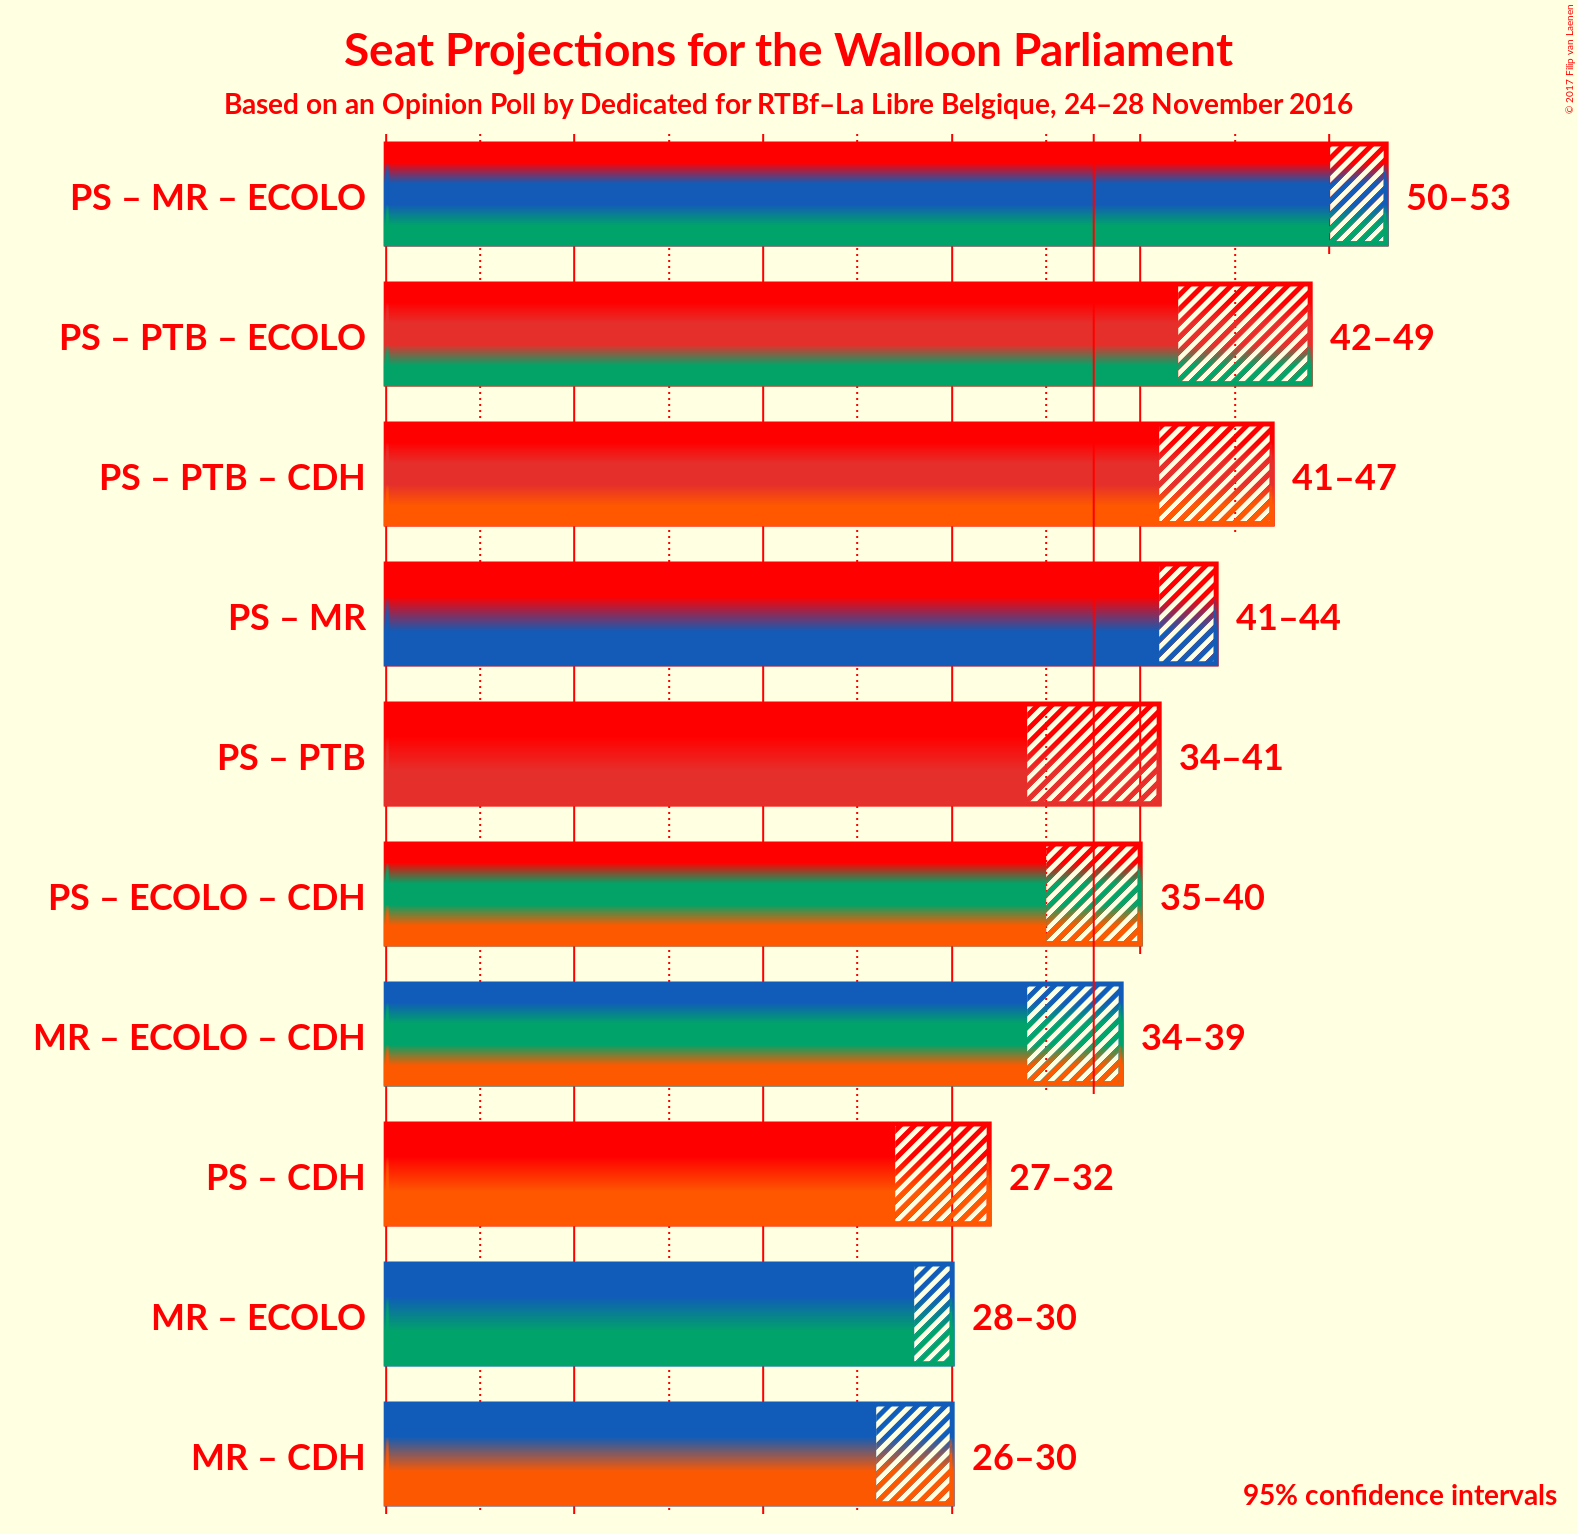 Seat Projections for the Walloon Parliament
Based on an Opinion Poll by Dedicated for RTBf–La Libre Belgique, 24–28 November 2016
© 2017 Filip van Laenen
PS – MR – ECOLO 50–53
PS – PTB – ECOLO 42–49
PS – PTB – CDH 41–47
PS – MR 41–44
PS – PTB 34–41
PS – ECOLO – CDH 35–40
MR – ECOLO – CDH 34–39
PS – CDH 27–32
MR – ECOLO 28–30
MR – CDH 26–30
95% confidence intervals